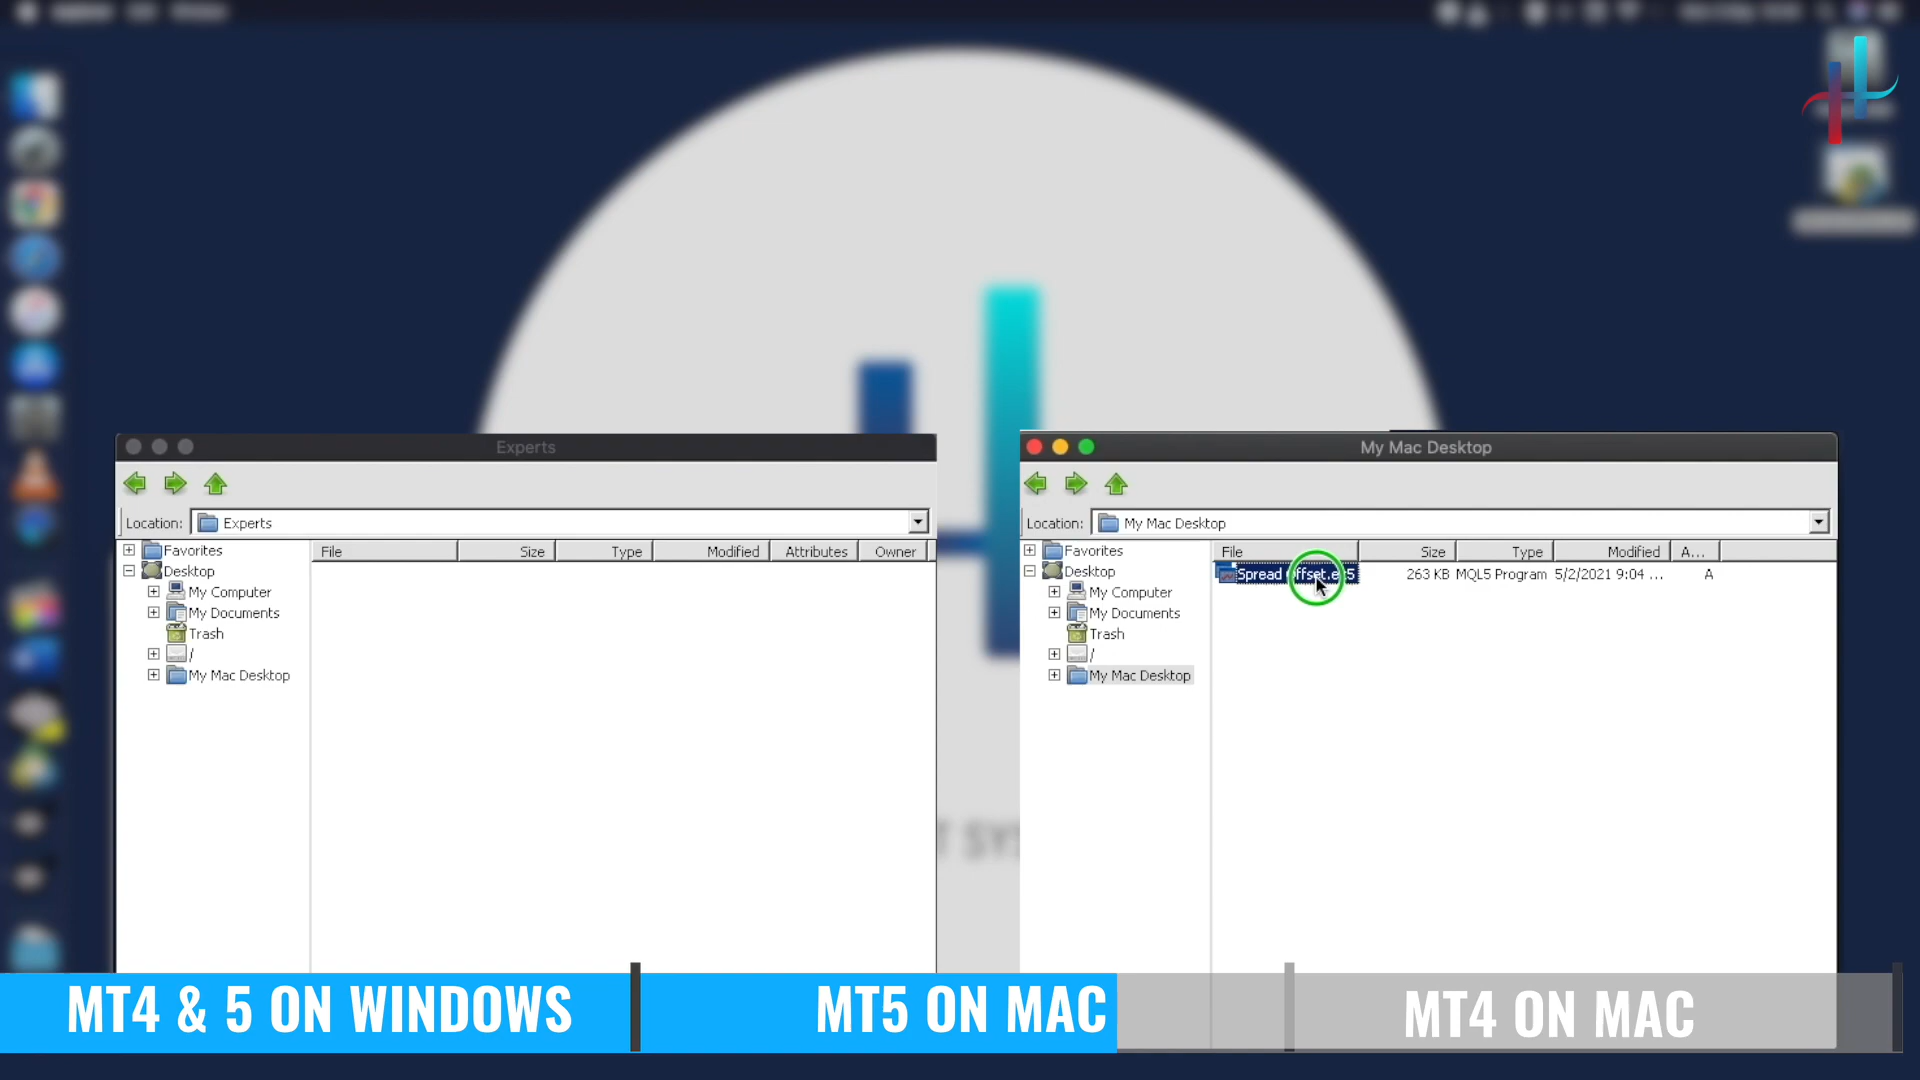 Experts
Location: Experts
Favorites
Desktop
My Computer
My Documents
Trash
/
My Mac Desktop
File Size Type Modified Attributes Owner
My Mac Desktop
Location: My Mac Desktop
Favorites
Desktop
My Computer
My Documents
Trash
/
My Mac Desktop
File Size Type Modified A...
Spread Offset.ex5 263 KB MQL5 Program 5/2/2021 9:04 ... A
MT4 & 5 ON WINDOWS
MT5 ON MAC
MT4 ON MAC